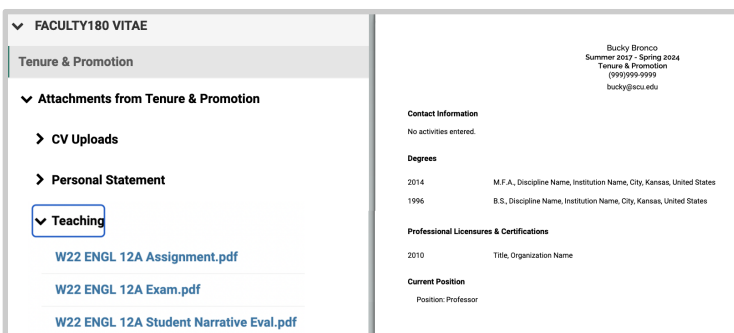 FACULTY180 VITAE
Tenure & Promotion
Attachments from Tenure & Promotion
CV Uploads
Personal Statement
Teaching
W22 ENGL 12A Assignment.pdf
W22 ENGL 12A Exam.pdf
W22 ENGL 12A Student Narrative Eval.pdf
Bucky Bronco
Summer 2017 - Spring 2024
Tenure & Promotion
(999)999-9999
bucky@scu.edu
Contact Information
No activities entered.
Degrees
2014 M.F.A., Discipline Name, Institution Name, City, Kansas, United States
1996 B.S., Discipline Name, Institution Name, City, Kansas, United States
Professional Licensures & Certifications
2010 Title, Organization Name
Current Position
Position: Professor